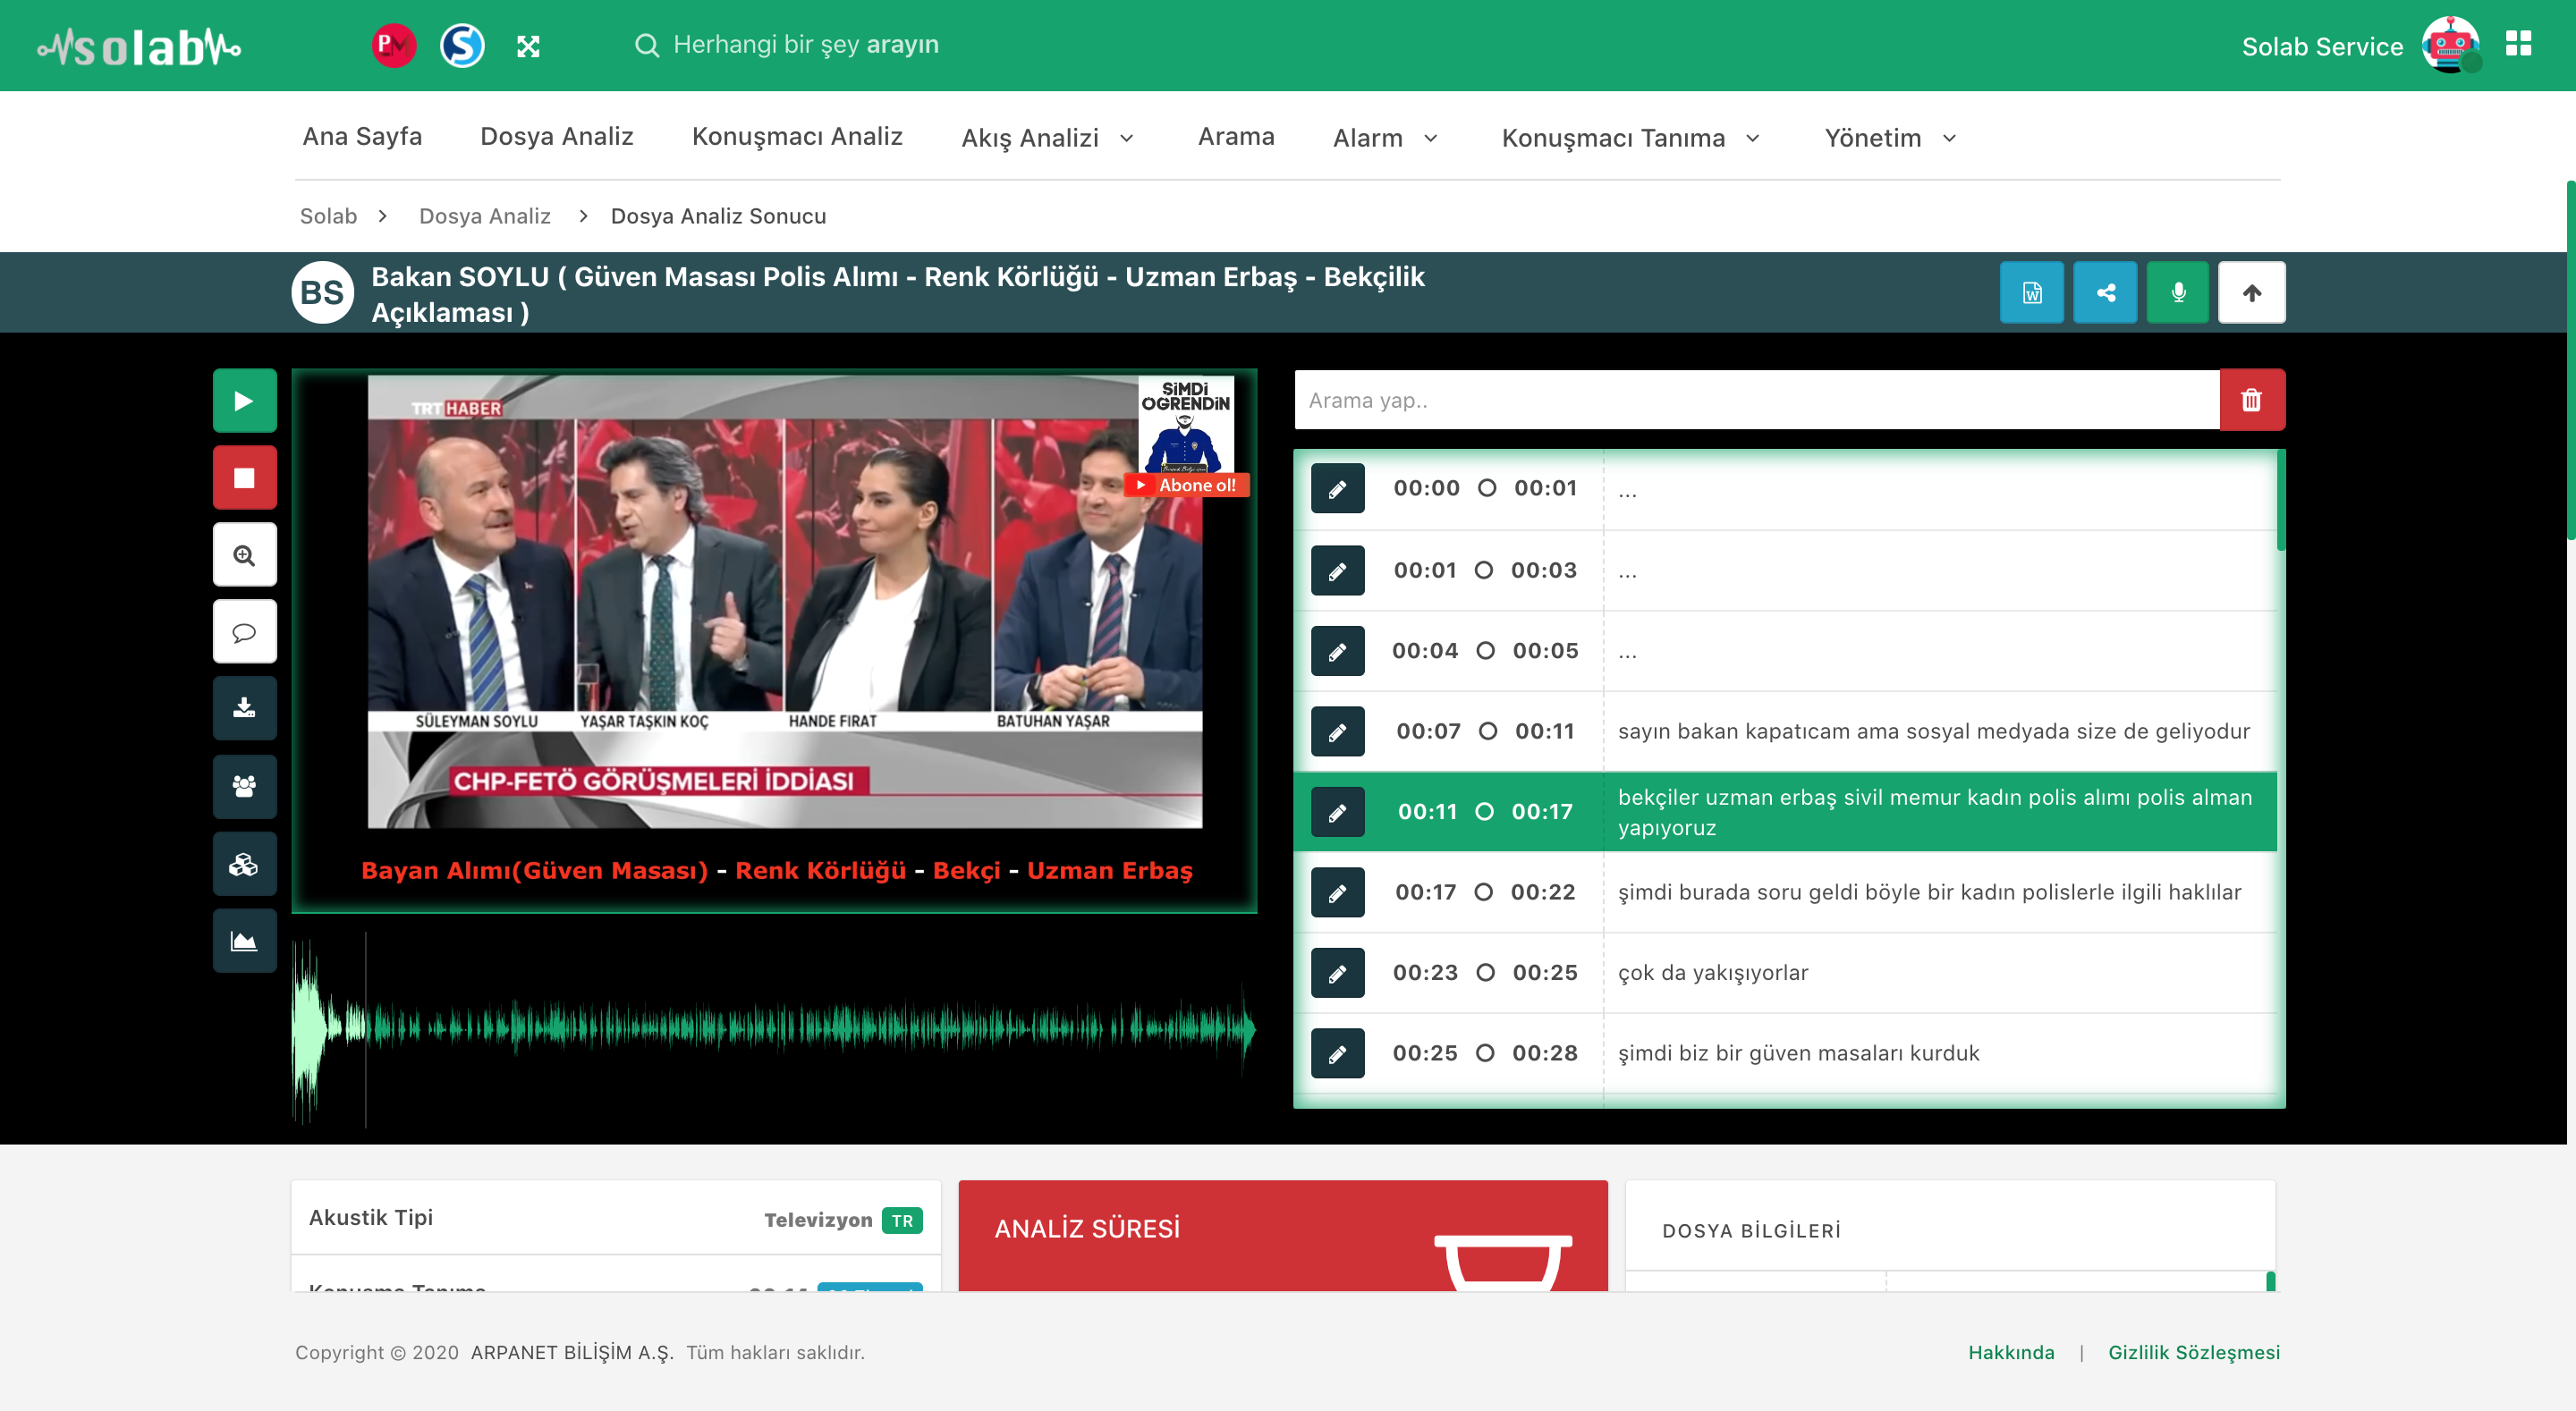 solab
Herhangi bir şey arayın
Solab Service
Ana Sayfa
Dosya Analiz
Konuşmacı Analiz
Akış Analizi
Arama
Alarm
Konuşmacı Tanıma
Yönetim
Solab > Dosya Analiz > Dosya Analiz Sonucu
BS
Bakan SOYLU ( Güven Masası Polis Alımı - Renk Körlüğü - Uzman Erbaş - Bekçilik
Açıklaması )
TRT HABER
ŞİMDİ
ÖĞRENDİN
Abone ol!
SÜLEYMAN SOYLU
YAŞAR TAŞKIN KOÇ
HANDE FIRAT
BATUHAN YAŞAR
CHP-FETÖ GÖRÜŞMELERİ İDDİASI
Bayan Alımı(Güven Masası) - Renk Körlüğü - Bekçi - Uzman Erbaş
Arama yap..
00:00 00:01 ...
00:01 00:03 ...
00:04 00:05 ...
00:07 00:11 sayın bakan kapatıcam ama sosyal medyada size de geliyodur
00:11 00:17 bekçiler uzman erbaş sivil memur kadın polis alımı polis alman
yapıyoruz
00:17 00:22 şimdi burada soru geldi böyle bir kadın polislerle ilgili haklılar
00:23 00:25 çok da yakışıyorlar
00:25 00:28 şimdi biz bir güven masaları kurduk
Akustik Tipi
Televizyon TR
ANALİZ SÜRESİ
DOSYA BİLGİLERİ
Copyright © 2020 ARPANET BİLİŞİM A.Ş. Tüm hakları saklıdır.
Hakkında | Gizlilik Sözleşmesi